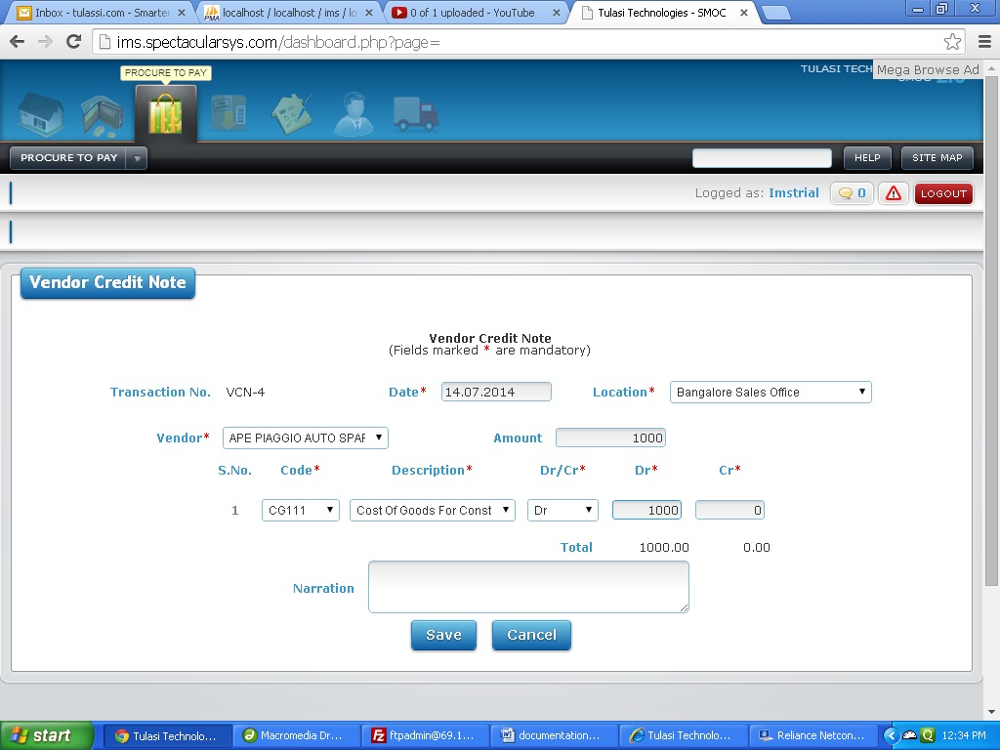 Inbox - tulassi.com - Smarter
localhost / localhost / ims / lo
0 of 1 uploaded - YouTube
Tulasi Technologies - SMOC
ims.spectacularsys.com/dashboard.php?page=
PROCURE TO PAY
TULASI TECH
Mega Browse Ad
PROCURE TO PAY
HELP
SITE MAP
Logged as: Imstrial
0
LOGOUT
Vendor Credit Note
Vendor Credit Note
(Fields marked * are mandatory)
Transaction No. VCN-4 Date* 14.07.2014 Location* Bangalore Sales Office
Vendor* APE PIAGGIO AUTO SPAR Amount 1000
S.No. Code* Description* Dr/Cr* Dr* Cr*
1 CG111 Cost Of Goods For Const Dr 1000 0
Total 1000.00 0.00
Narration
Save Cancel
start
Tulasi Technolo...
Macromedia Dr...
ftpadmin@69.1...
documentation...
Tulasi Technolo...
Reliance Netcon...
12:34 PM